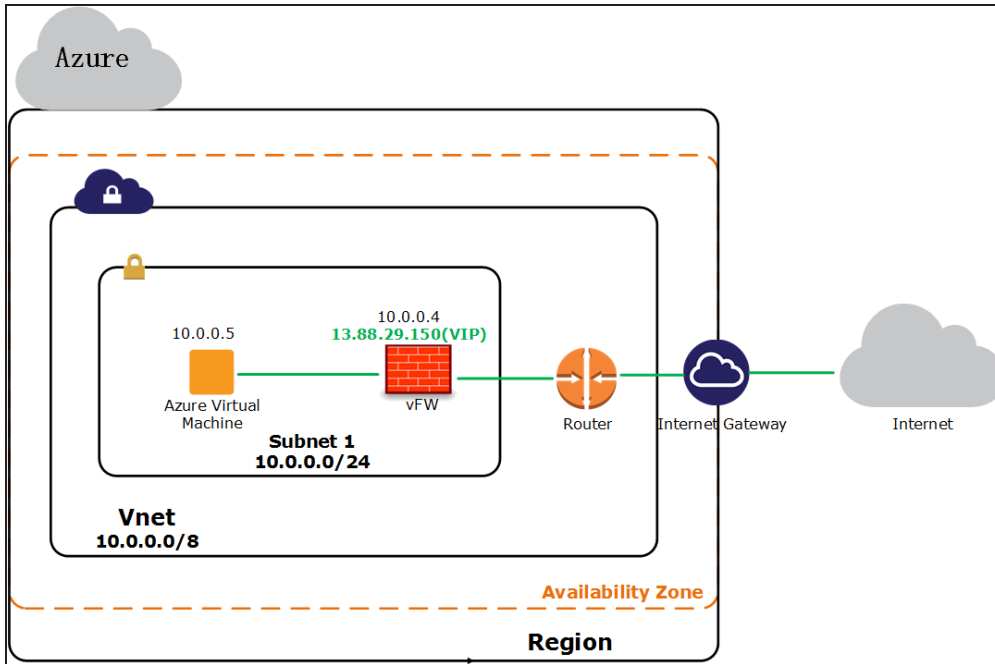 Azure
10.0.0.5
10.0.0.4
13.88.29.150(VIP)
Azure Virtual
Machine
vFW
Router
Internet Gateway
Internet
Subnet 1
10.0.0.0/24
Vnet
10.0.0.0/8
Availability Zone
Region